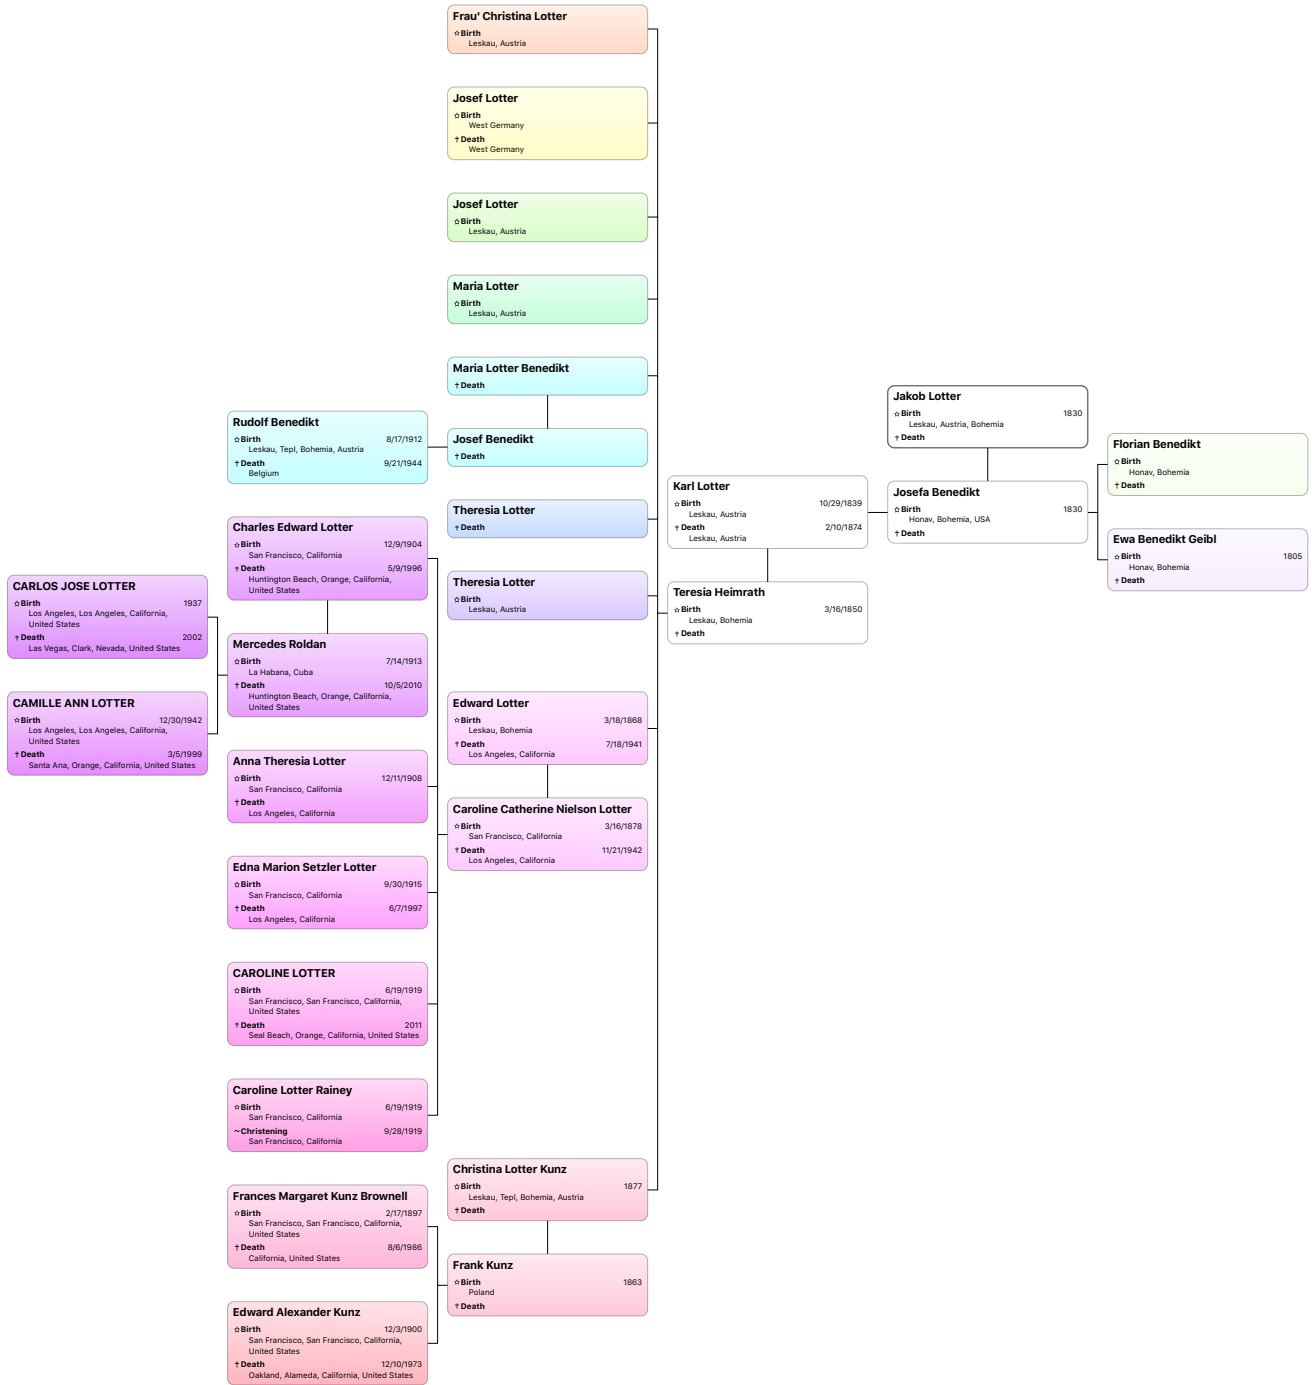 Frau' Christina Lotter
☆Birth
Leskau, Austria
Josef Lotter
☆Birth
West Germany
†Death
West Germany
Josef Lotter
☆Birth
Leskau, Austria
Maria Lotter
☆Birth
Leskau, Austria
Maria Lotter Benedikt
†Death
Josef Benedikt
†Death
Rudolf Benedikt
☆Birth 8/17/1912
Leskau, Tepl, Bohemia, Austria
†Death 9/21/1944
Belgium
Theresia Lotter
†Death
Theresia Lotter
☆Birth
Leskau, Austria
Karl Lotter
☆Birth 10/29/1839
Leskau, Austria
†Death 2/10/1874
Leskau, Austria
Teresia Heimrath
☆Birth 3/16/1850
Leskau, Bohemia
†Death
Jakob Lotter
☆Birth 1830
Leskau, Austria, Bohemia
†Death
Josefa Benedikt
☆Birth 1830
Honav, Bohemia, USA
†Death
Florian Benedikt
☆Birth
Honav, Bohemia
†Death
Ewa Benedikt Geibl
☆Birth 1805
Honav, Bohemia
†Death
Charles Edward Lotter
☆Birth 12/9/1904
San Francisco, California
†Death 5/9/1996
Huntington Beach, Orange, California,
United States
Mercedes Roldan
☆Birth 7/14/1913
La Habana, Cuba
†Death 10/5/2010
Huntington Beach, Orange, California,
United States
CARLOS JOSE LOTTER
☆Birth 1937
Los Angeles, Los Angeles, California,
United States
†Death 2002
Las Vegas, Clark, Nevada, United States
CAMILLE ANN LOTTER
☆Birth 12/30/1942
Los Angeles, Los Angeles, California,
United States
†Death 3/5/1999
Santa Ana, Orange, California, United States
Edward Lotter
☆Birth 3/18/1868
Leskau, Bohemia
†Death 7/18/1941
Los Angeles, California
Caroline Catherine Nielson Lotter
☆Birth 3/16/1878
San Francisco, California
†Death 11/21/1942
Los Angeles, California
Anna Theresia Lotter
☆Birth 12/11/1908
San Francisco, California
†Death
Los Angeles, California
Edna Marion Setzler Lotter
☆Birth 9/30/1915
San Francisco, California
†Death 6/7/1997
Los Angeles, California
CAROLINE LOTTER
☆Birth 6/19/1919
San Francisco, San Francisco, California,
United States
†Death 2011
Seal Beach, Orange, California, United States
Caroline Lotter Rainey
☆Birth 6/19/1919
San Francisco, California
~Christening 9/28/1919
San Francisco, California
Christina Lotter Kunz
☆Birth 1877
Leskau, Tepl, Bohemia, Austria
†Death
Frank Kunz
☆Birth 1863
Poland
†Death
Frances Margaret Kunz Brownell
☆Birth 2/17/1897
San Francisco, San Francisco, California,
United States
†Death 8/6/1986
California, United States
Edward Alexander Kunz
☆Birth 12/3/1900
San Francisco, San Francisco, California,
United States
†Death 12/10/1973
Oakland, Alameda, California, United States